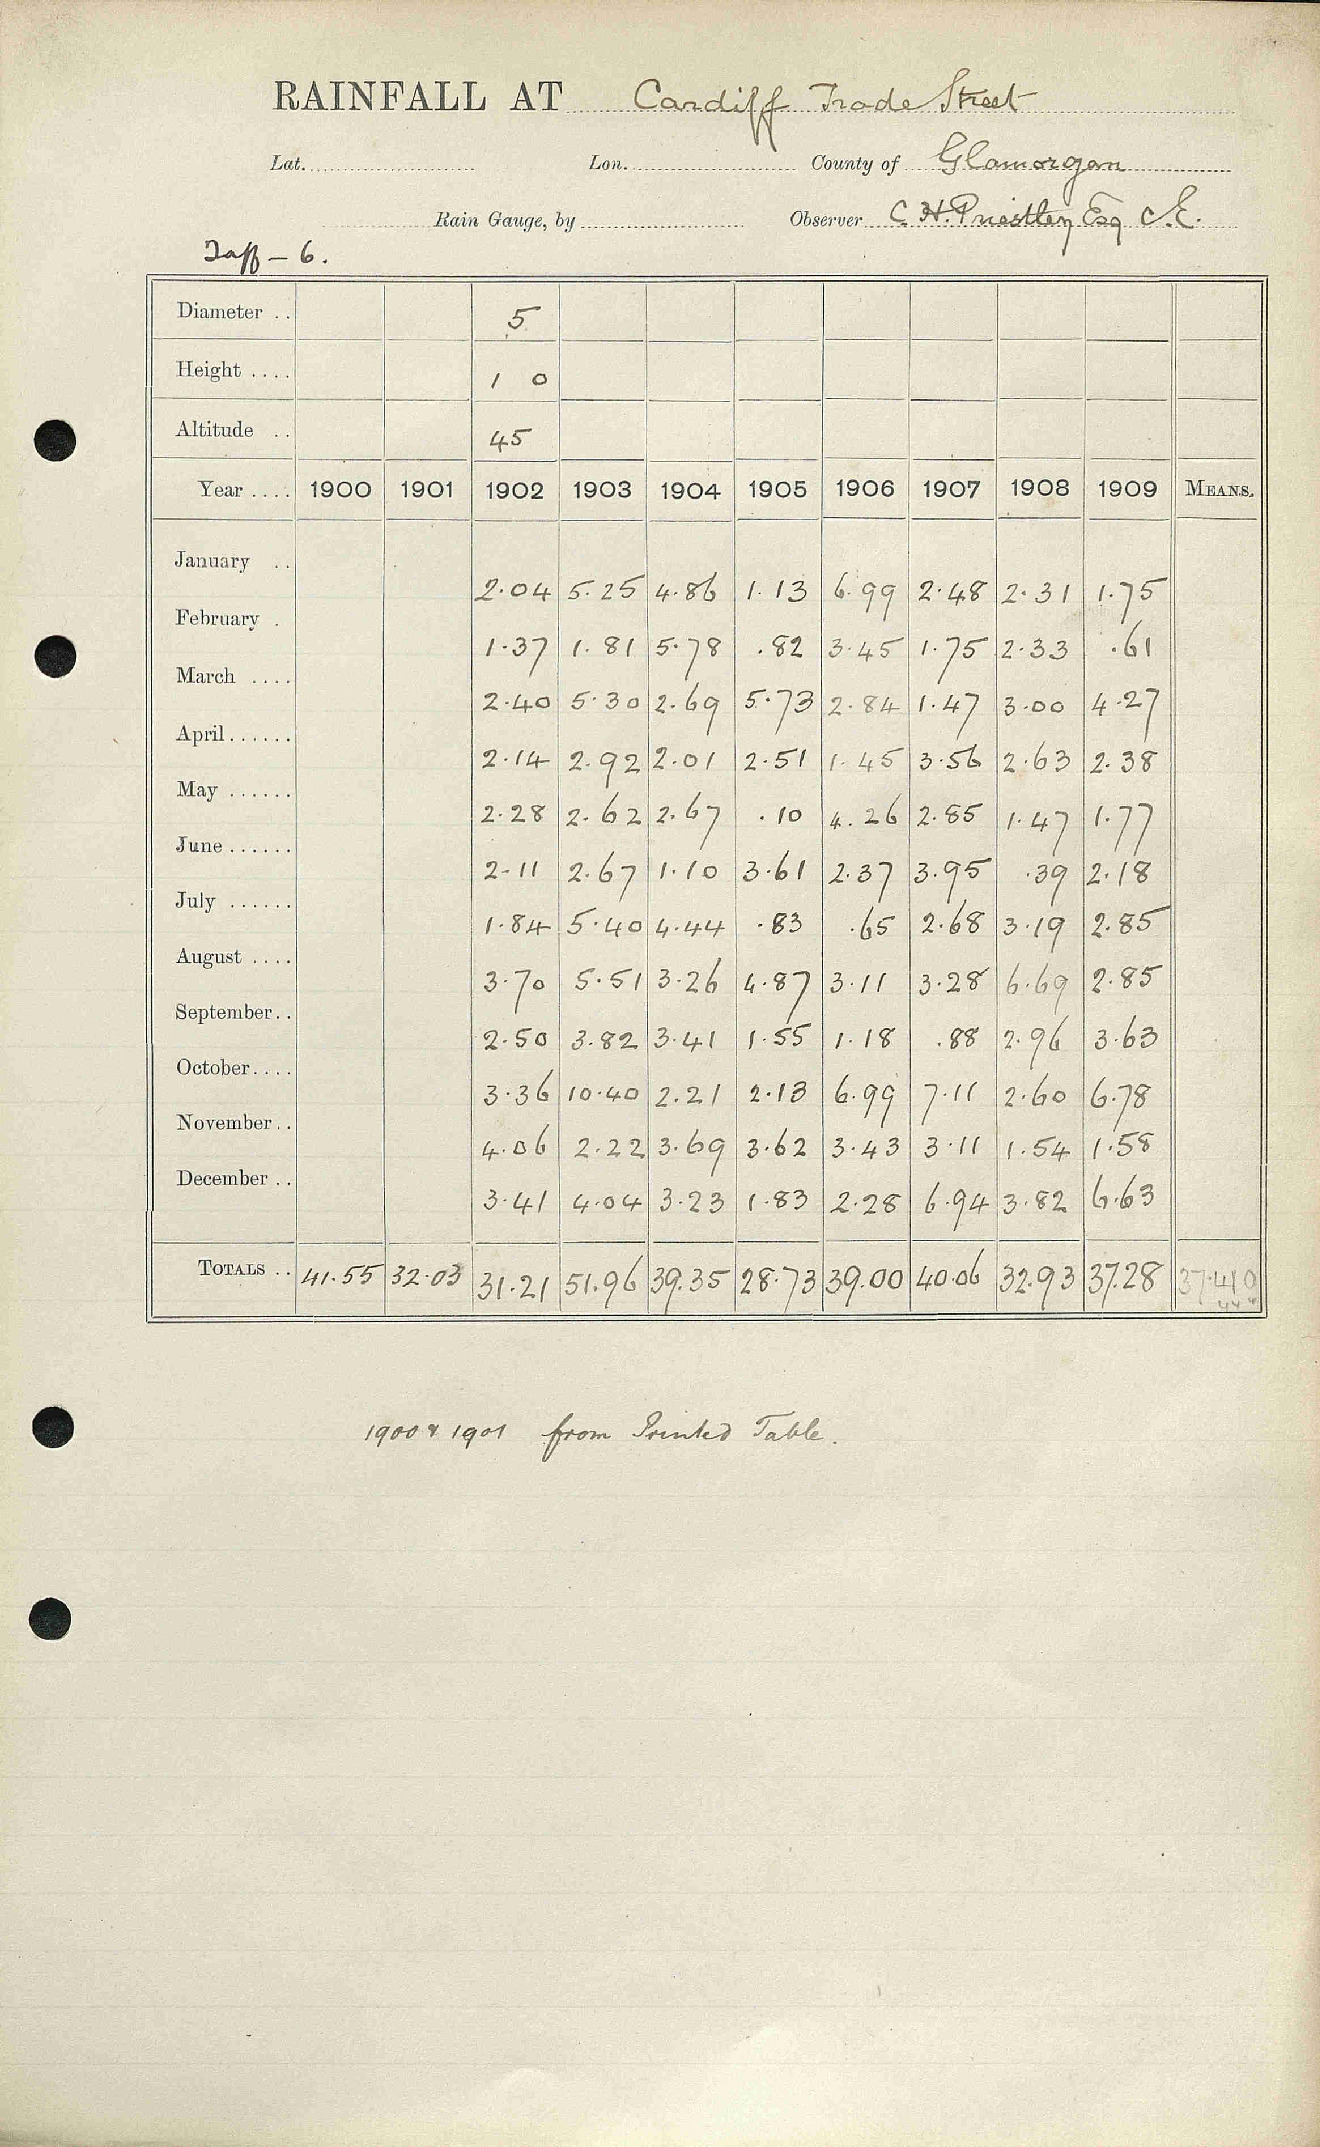 RAINFALL AT Cardiff Trade Street
Lat. Lon. County of Glamorgan
Rain Gauge, by Observer C. H. Priestley Esq C.E.
Taff - 6.
Diameter .. 5
Height .... 1 0
Altitude .. 45
Year .... 1900 1901 1902 1903 1904 1905 1906 1907 1908 1909 MEANS.
January .. 2.04 5.25 4.86 1.13 6.99 2.48 2.31 1.75
February . 1.37 1.81 5.78 .82 3.45 1.75 2.33 .61
March .... 2.40 5.30 2.69 5.73 2.84 1.47 3.00 4.27
April...... 2.14 2.92 2.01 2.51 1.45 3.56 2.63 2.38
May ...... 2.28 2.62 2.67 .10 4.26 2.85 1.47 1.77
June...... 2.11 2.67 1.10 3.61 2.37 3.95 .39 2.18
July ...... 1.84 5.40 4.44 .83 .65 2.68 3.19 2.85
August .... 3.70 5.51 3.26 4.87 3.11 3.28 6.69 2.85
September.. 2.50 3.82 3.41 1.55 1.18 .88 2.96 3.63
October.... 3.36 10.40 2.21 2.13 6.99 7.11 2.60 6.78
November.. 4.06 2.22 3.69 3.62 3.43 3.11 1.54 1.58
December .. 3.41 4.04 3.23 1.83 2.28 6.94 3.82 6.63
TOTALS .. 41.55 32.03 31.21 51.96 39.35 28.73 39.00 40.06 32.93 37.28 37.410
1900 & 1901 from Printed Table.